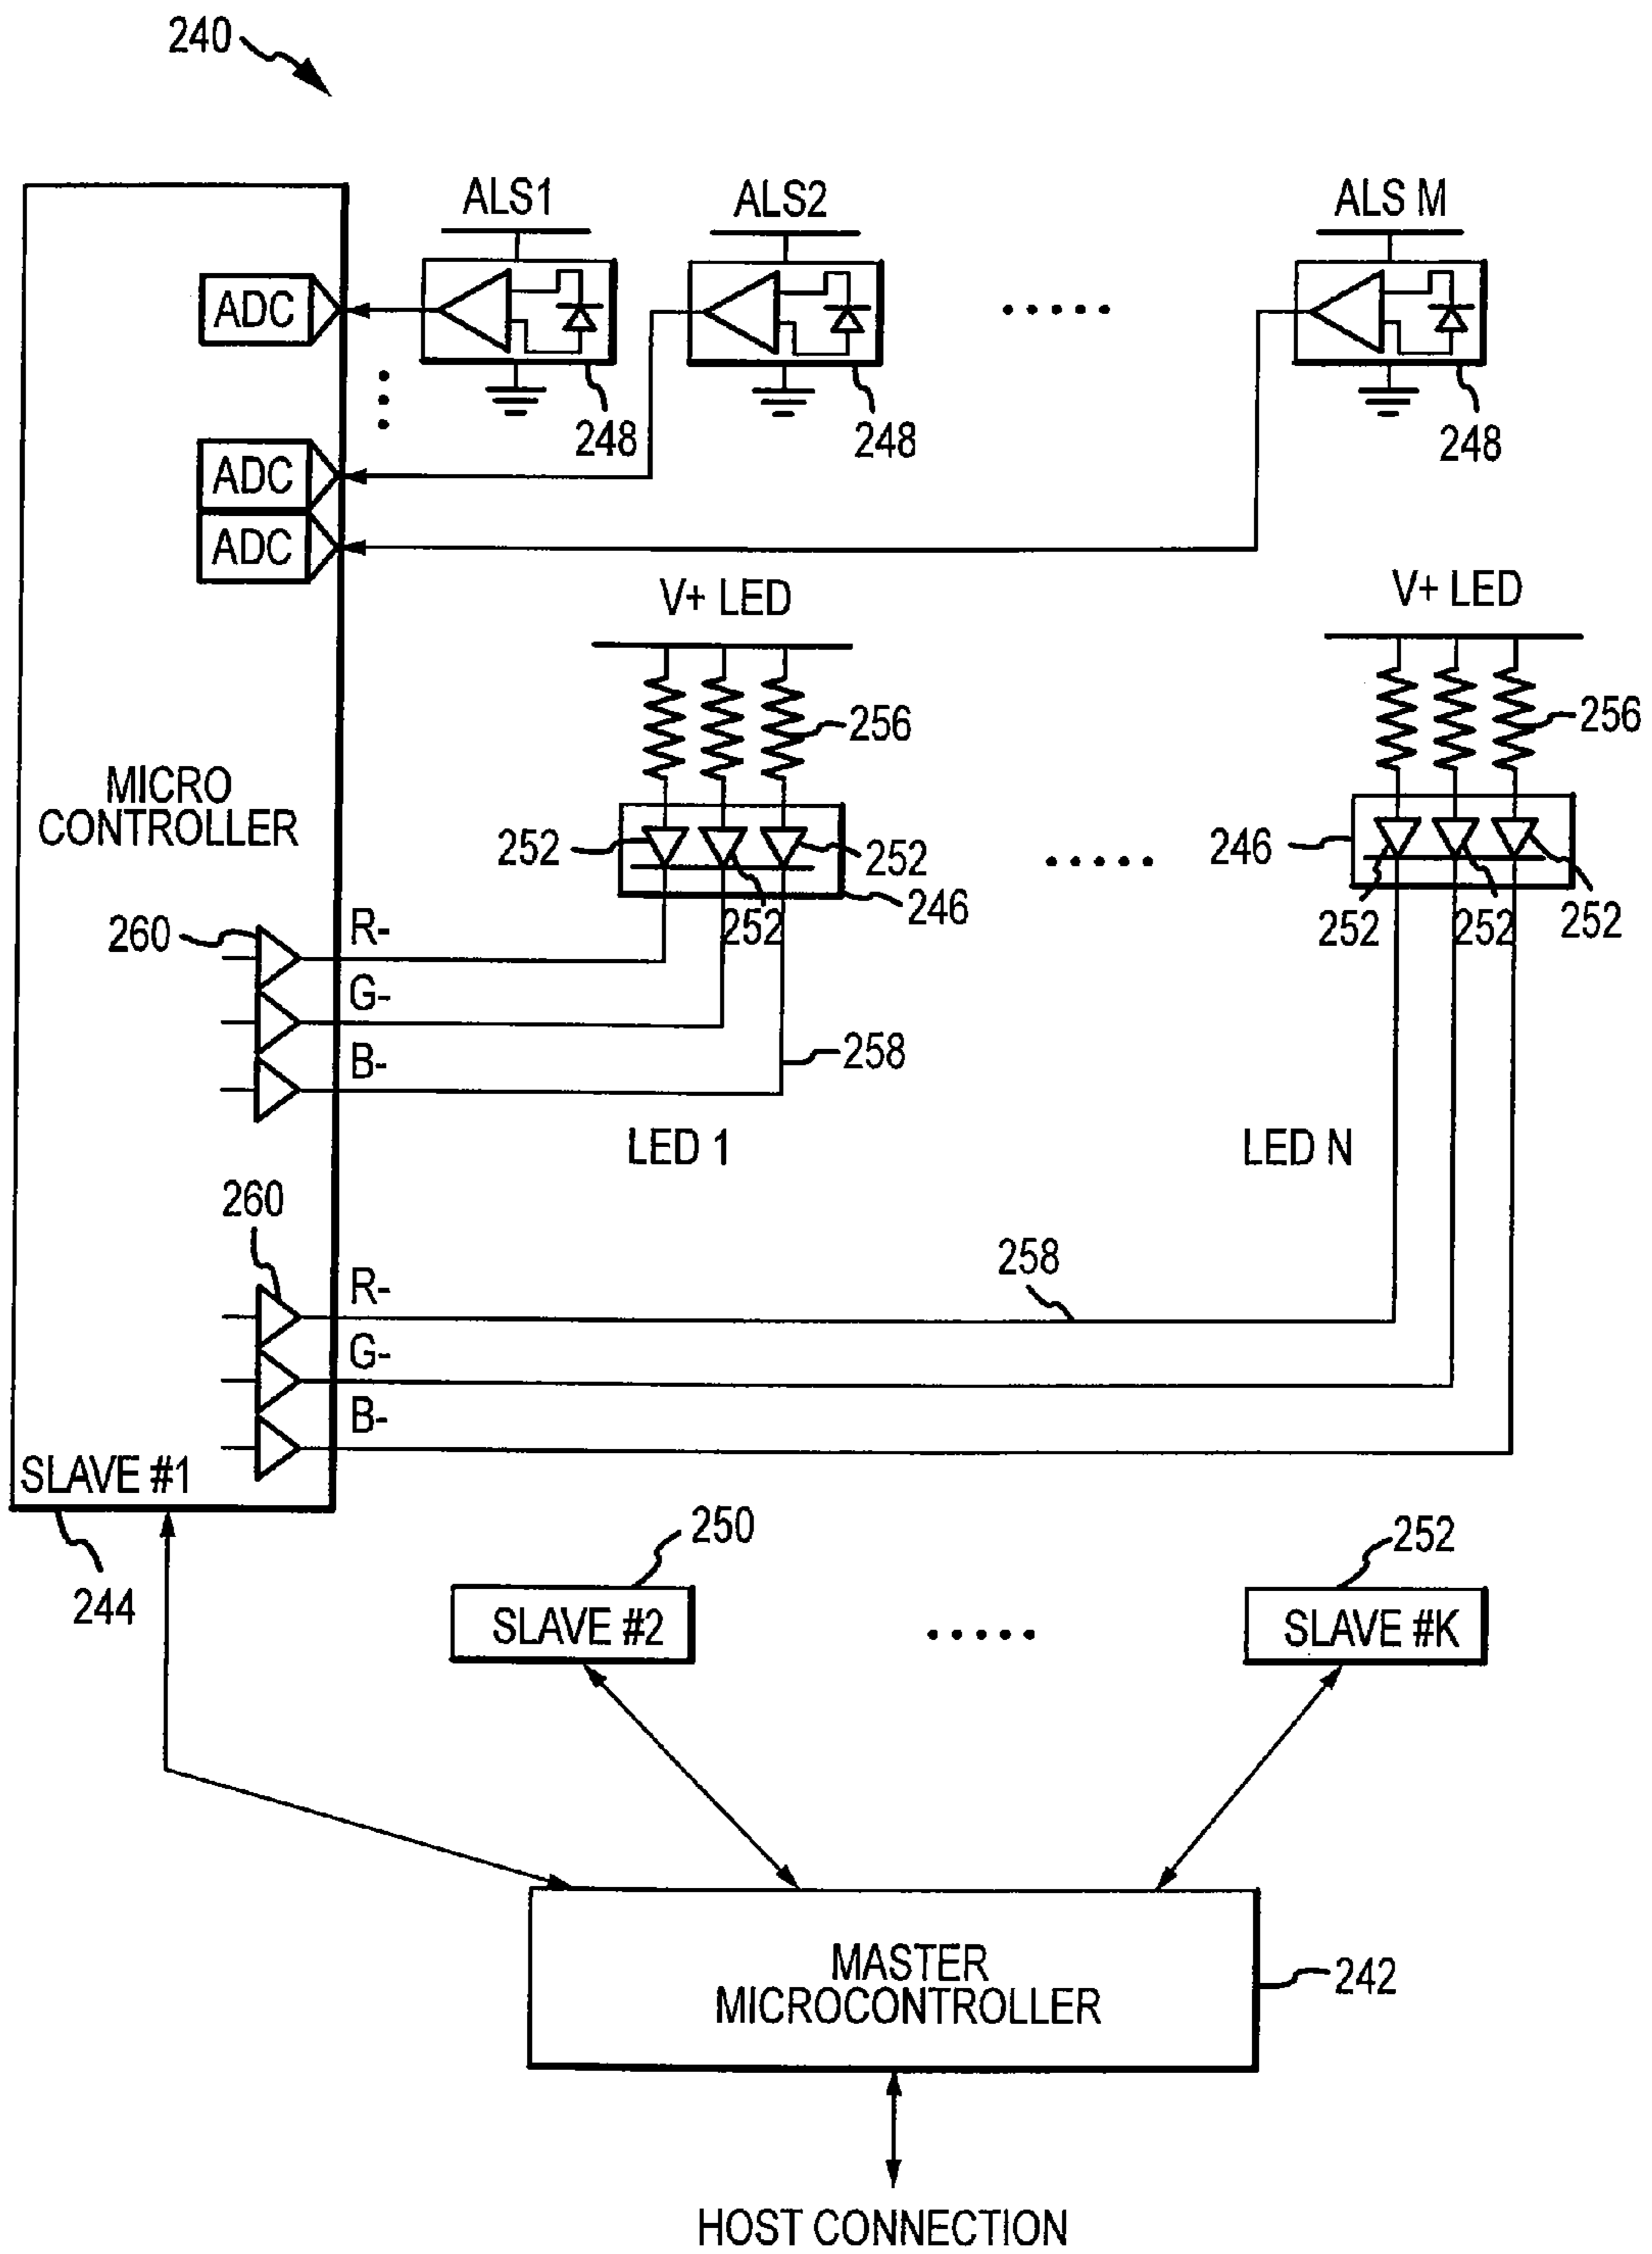 240
ALS1
ALS2
ALS M
ADC
248
248
248
ADC
ADC
V+ LED
V+ LED
256
256
MICRO
CONTROLLER
252
252
252
246
246
252
252
252
260
R-
G-
B-
258
LED 1
LED N
260
R-
G-
B-
258
SLAVE #1
244
250
252
SLAVE #2
SLAVE #K
MASTER
MICROCONTROLLER
242
HOST CONNECTION